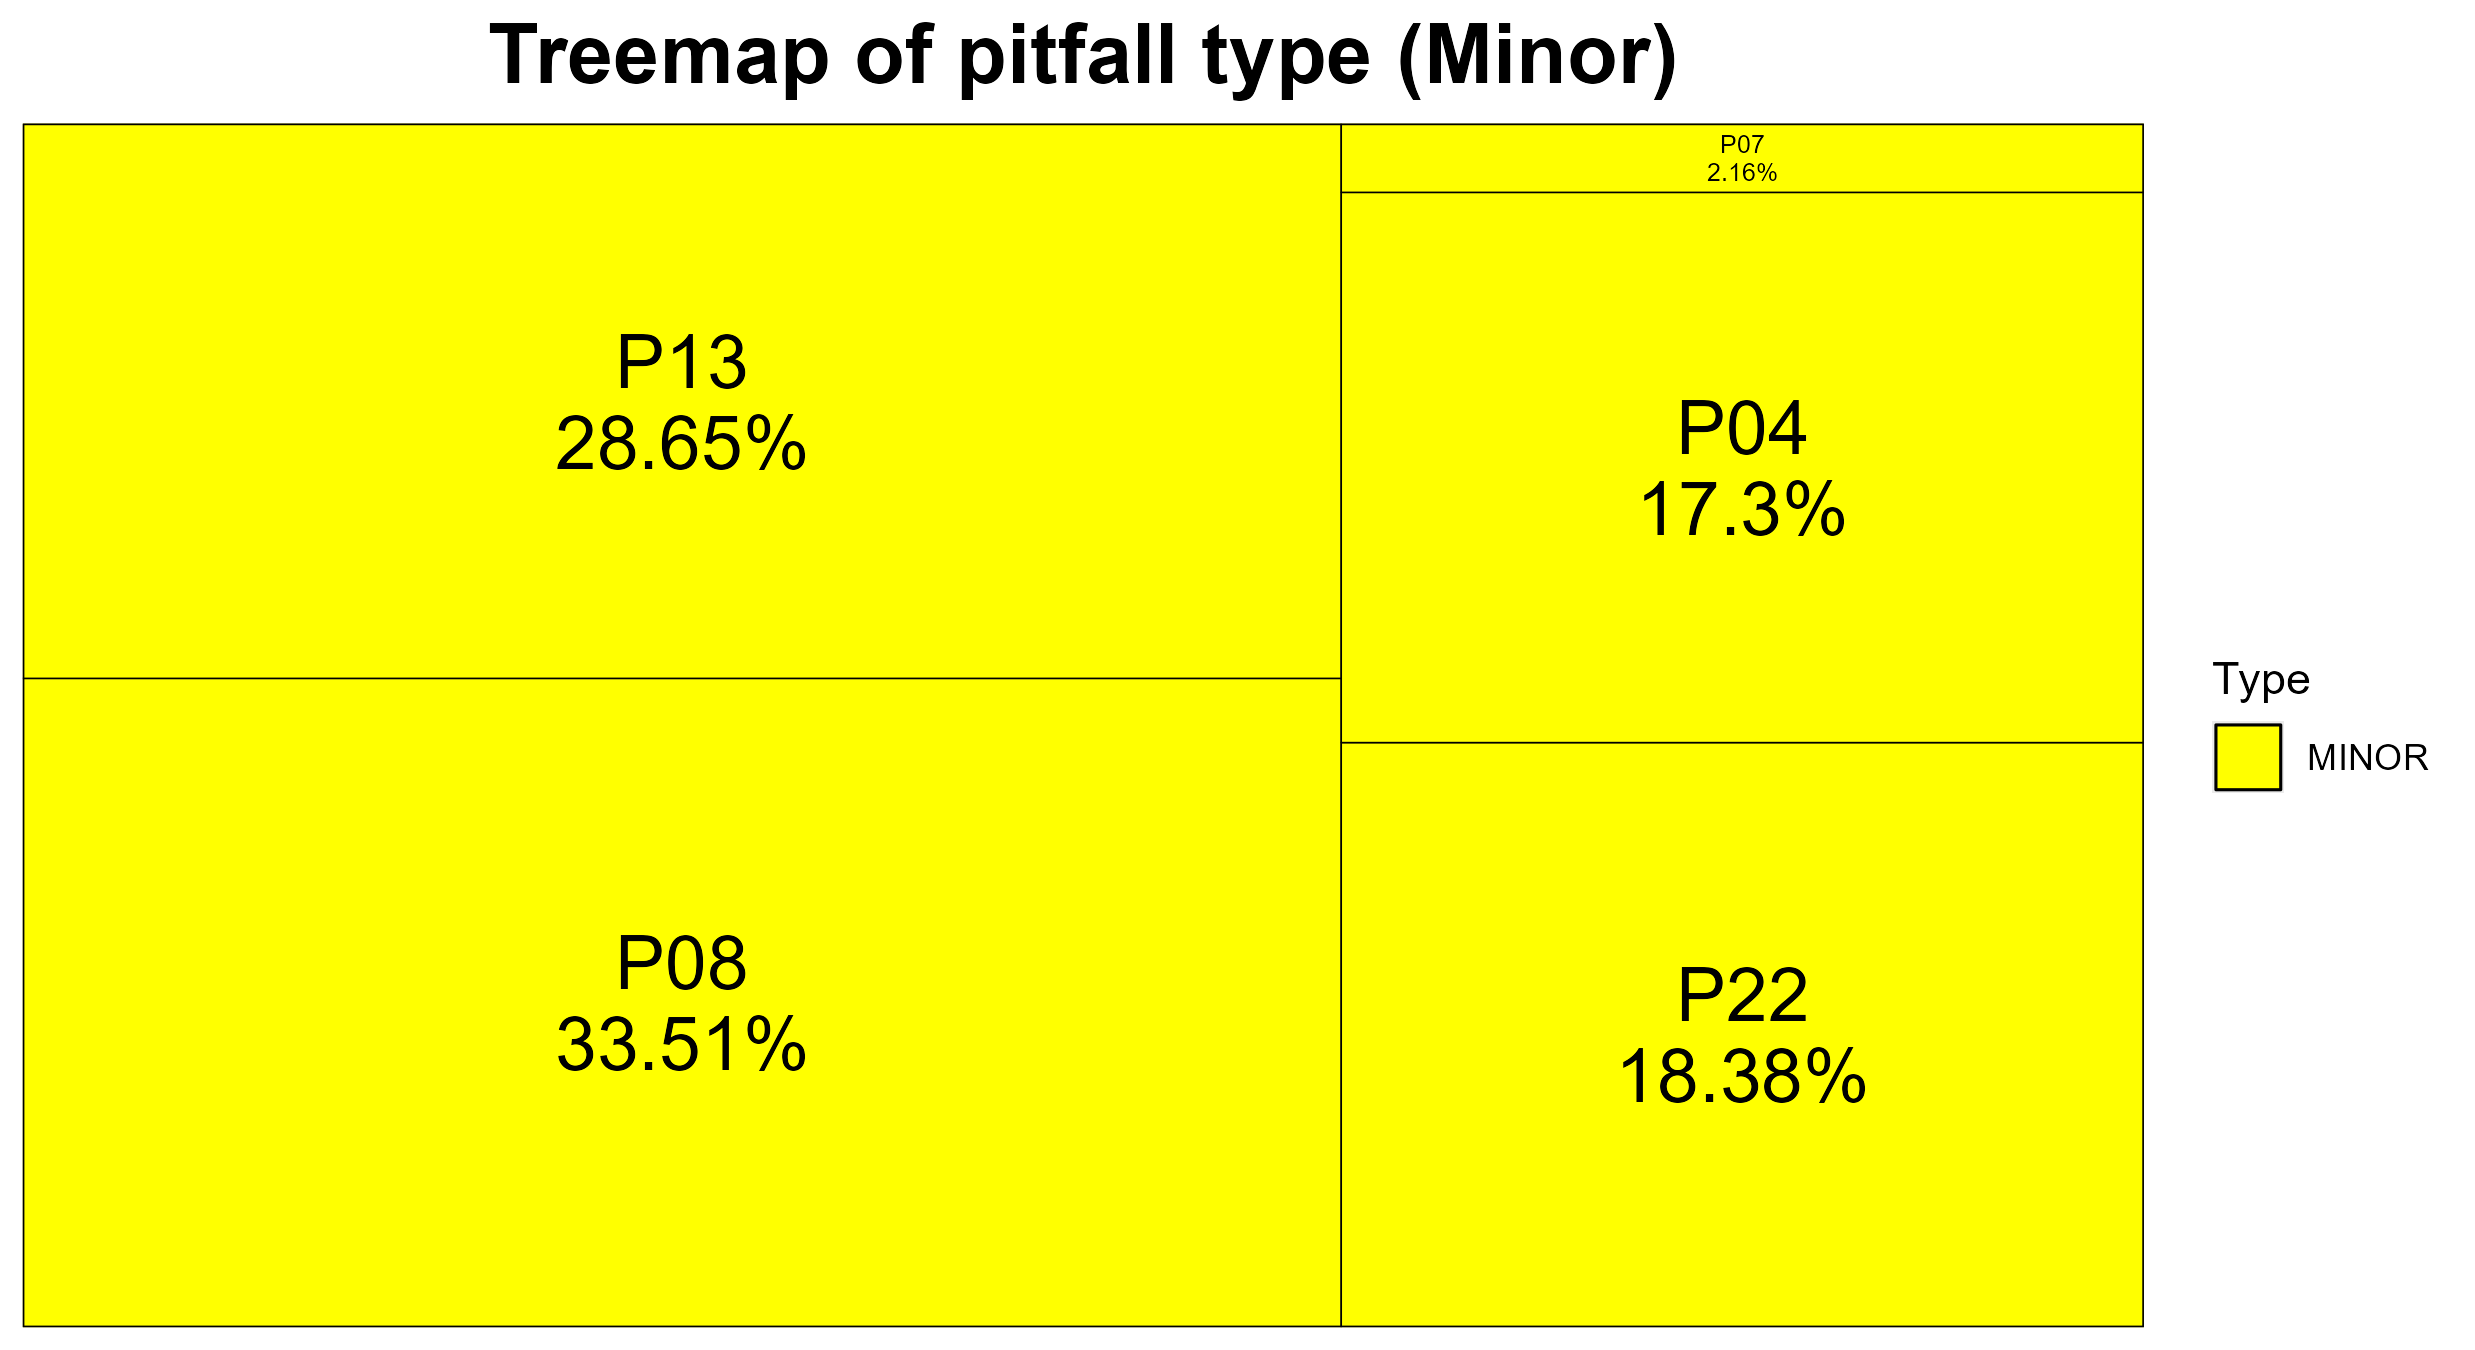 Treemap of pitfall type (Minor)
P13
28.65%
P08
33.51%
P07
2.16%
P04
17.3%
P22
18.38%
Type
MINOR